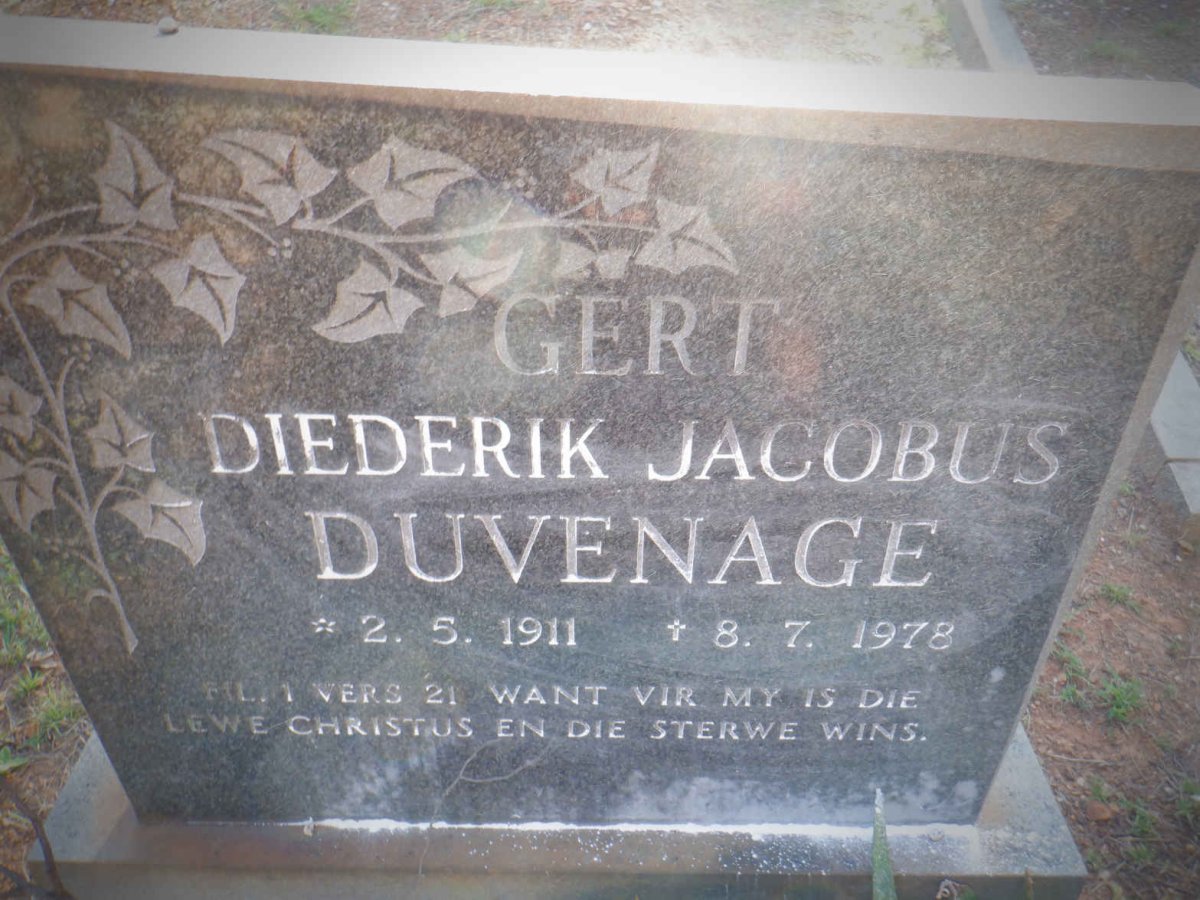 GERT
DIEDERIK JACOBUS
DUVENAGE
* 2. 5. 1911 † 8. 7. 1978
FIL. 1 VERS 21 WANT VIR MY IS DIE
LEWE CHRISTUS EN DIE STERWE WINS.